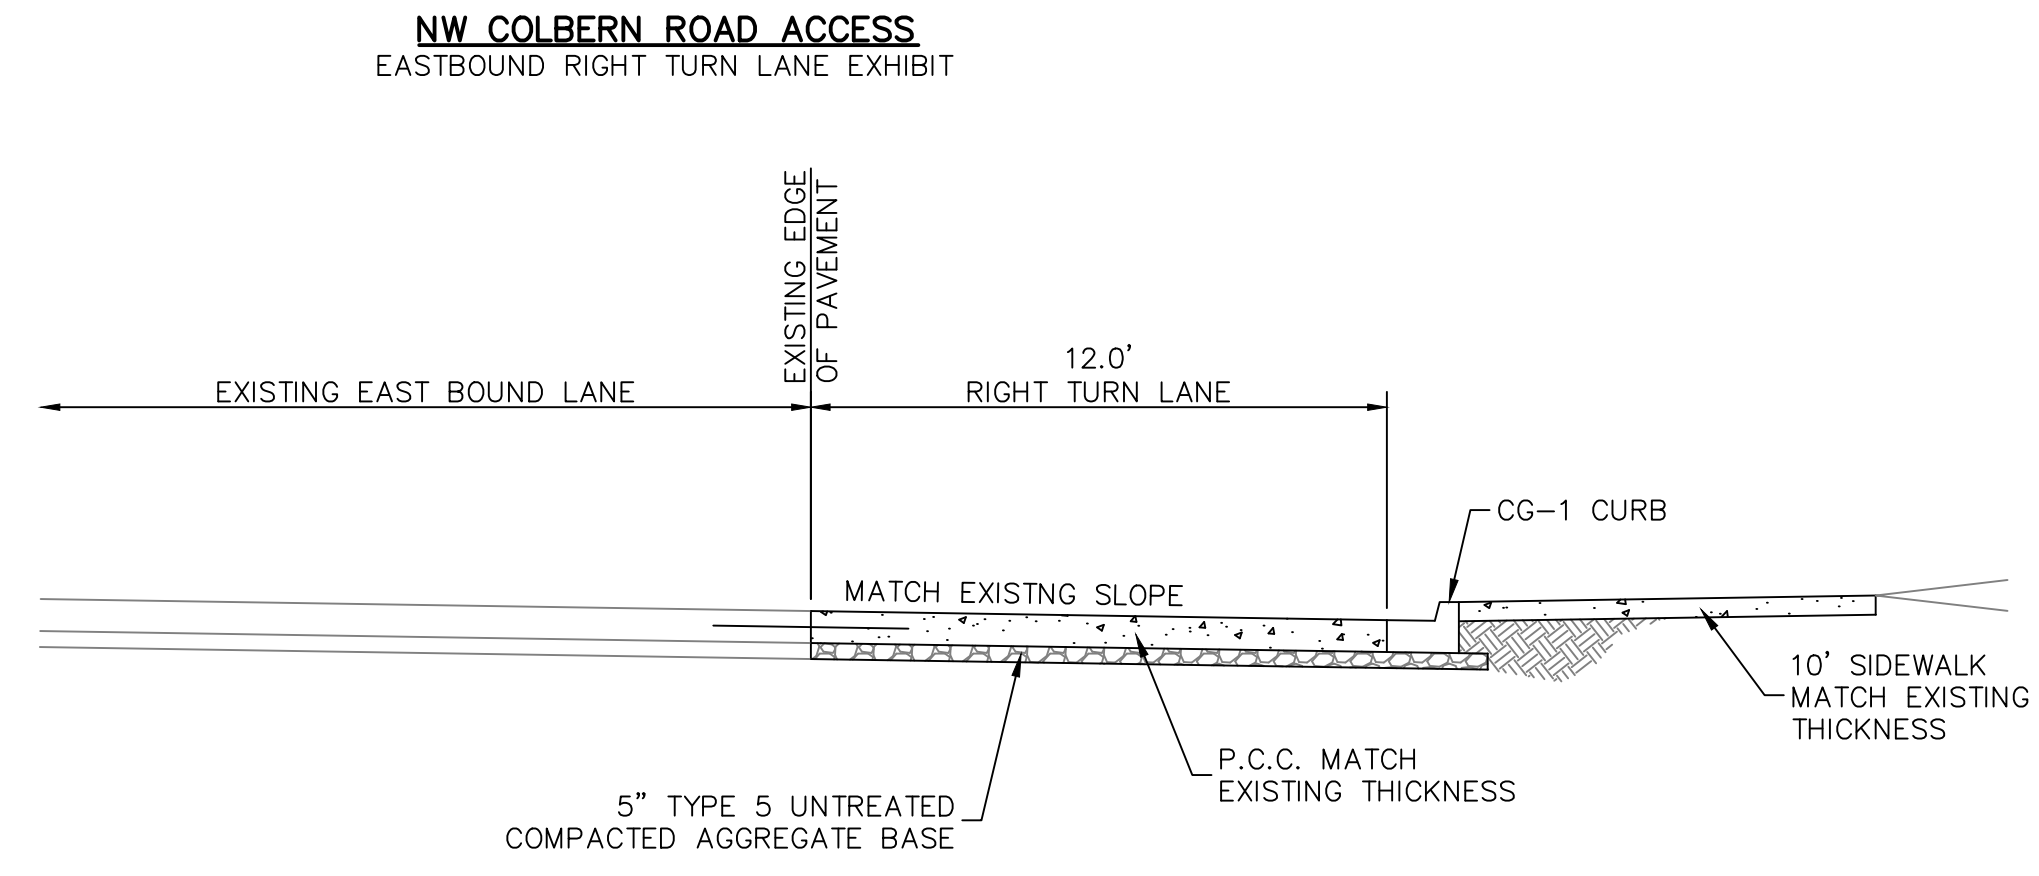 NW COLBERN ROAD ACCESS
EASTBOUND RIGHT TURN LANE EXHIBIT
EXISTING EDGE
OF PAVEMENT
EXISTING EAST BOUND LANE
12.0'
RIGHT TURN LANE
CG-1 CURB
MATCH EXISTNG SLOPE
10' SIDEWALK
MATCH EXISTING
THICKNESS
P.C.C. MATCH
EXISTING THICKNESS
5" TYPE 5 UNTREATED
COMPACTED AGGREGATE BASE